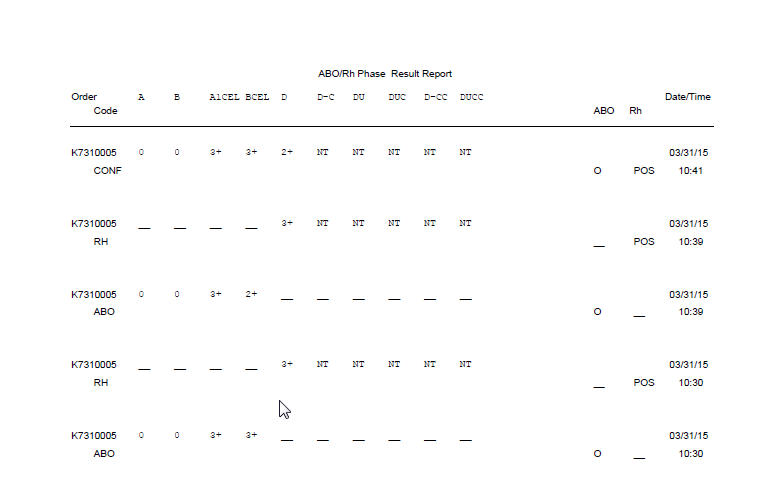 ABO/Rh Phase Result Report
Order A B A1CEL BCEL D D-C DU DUC D-CC DUCC Date/Time
Code ABO Rh
K7310005 0 0 3+ 3+ 2+ NT NT NT NT NT 03/31/15
CONF O POS 10:41
K7310005 __ __ __ __ 3+ NT NT NT NT NT 03/31/15
RH __ POS 10:39
K7310005 0 0 3+ 2+ __ __ __ __ __ __ 03/31/15
ABO O __ 10:39
K7310005 __ __ __ __ 3+ NT NT NT NT NT 03/31/15
RH __ POS 10:30
K7310005 0 0 3+ 3+ __ __ __ __ __ __ 03/31/15
ABO O __ 10:30